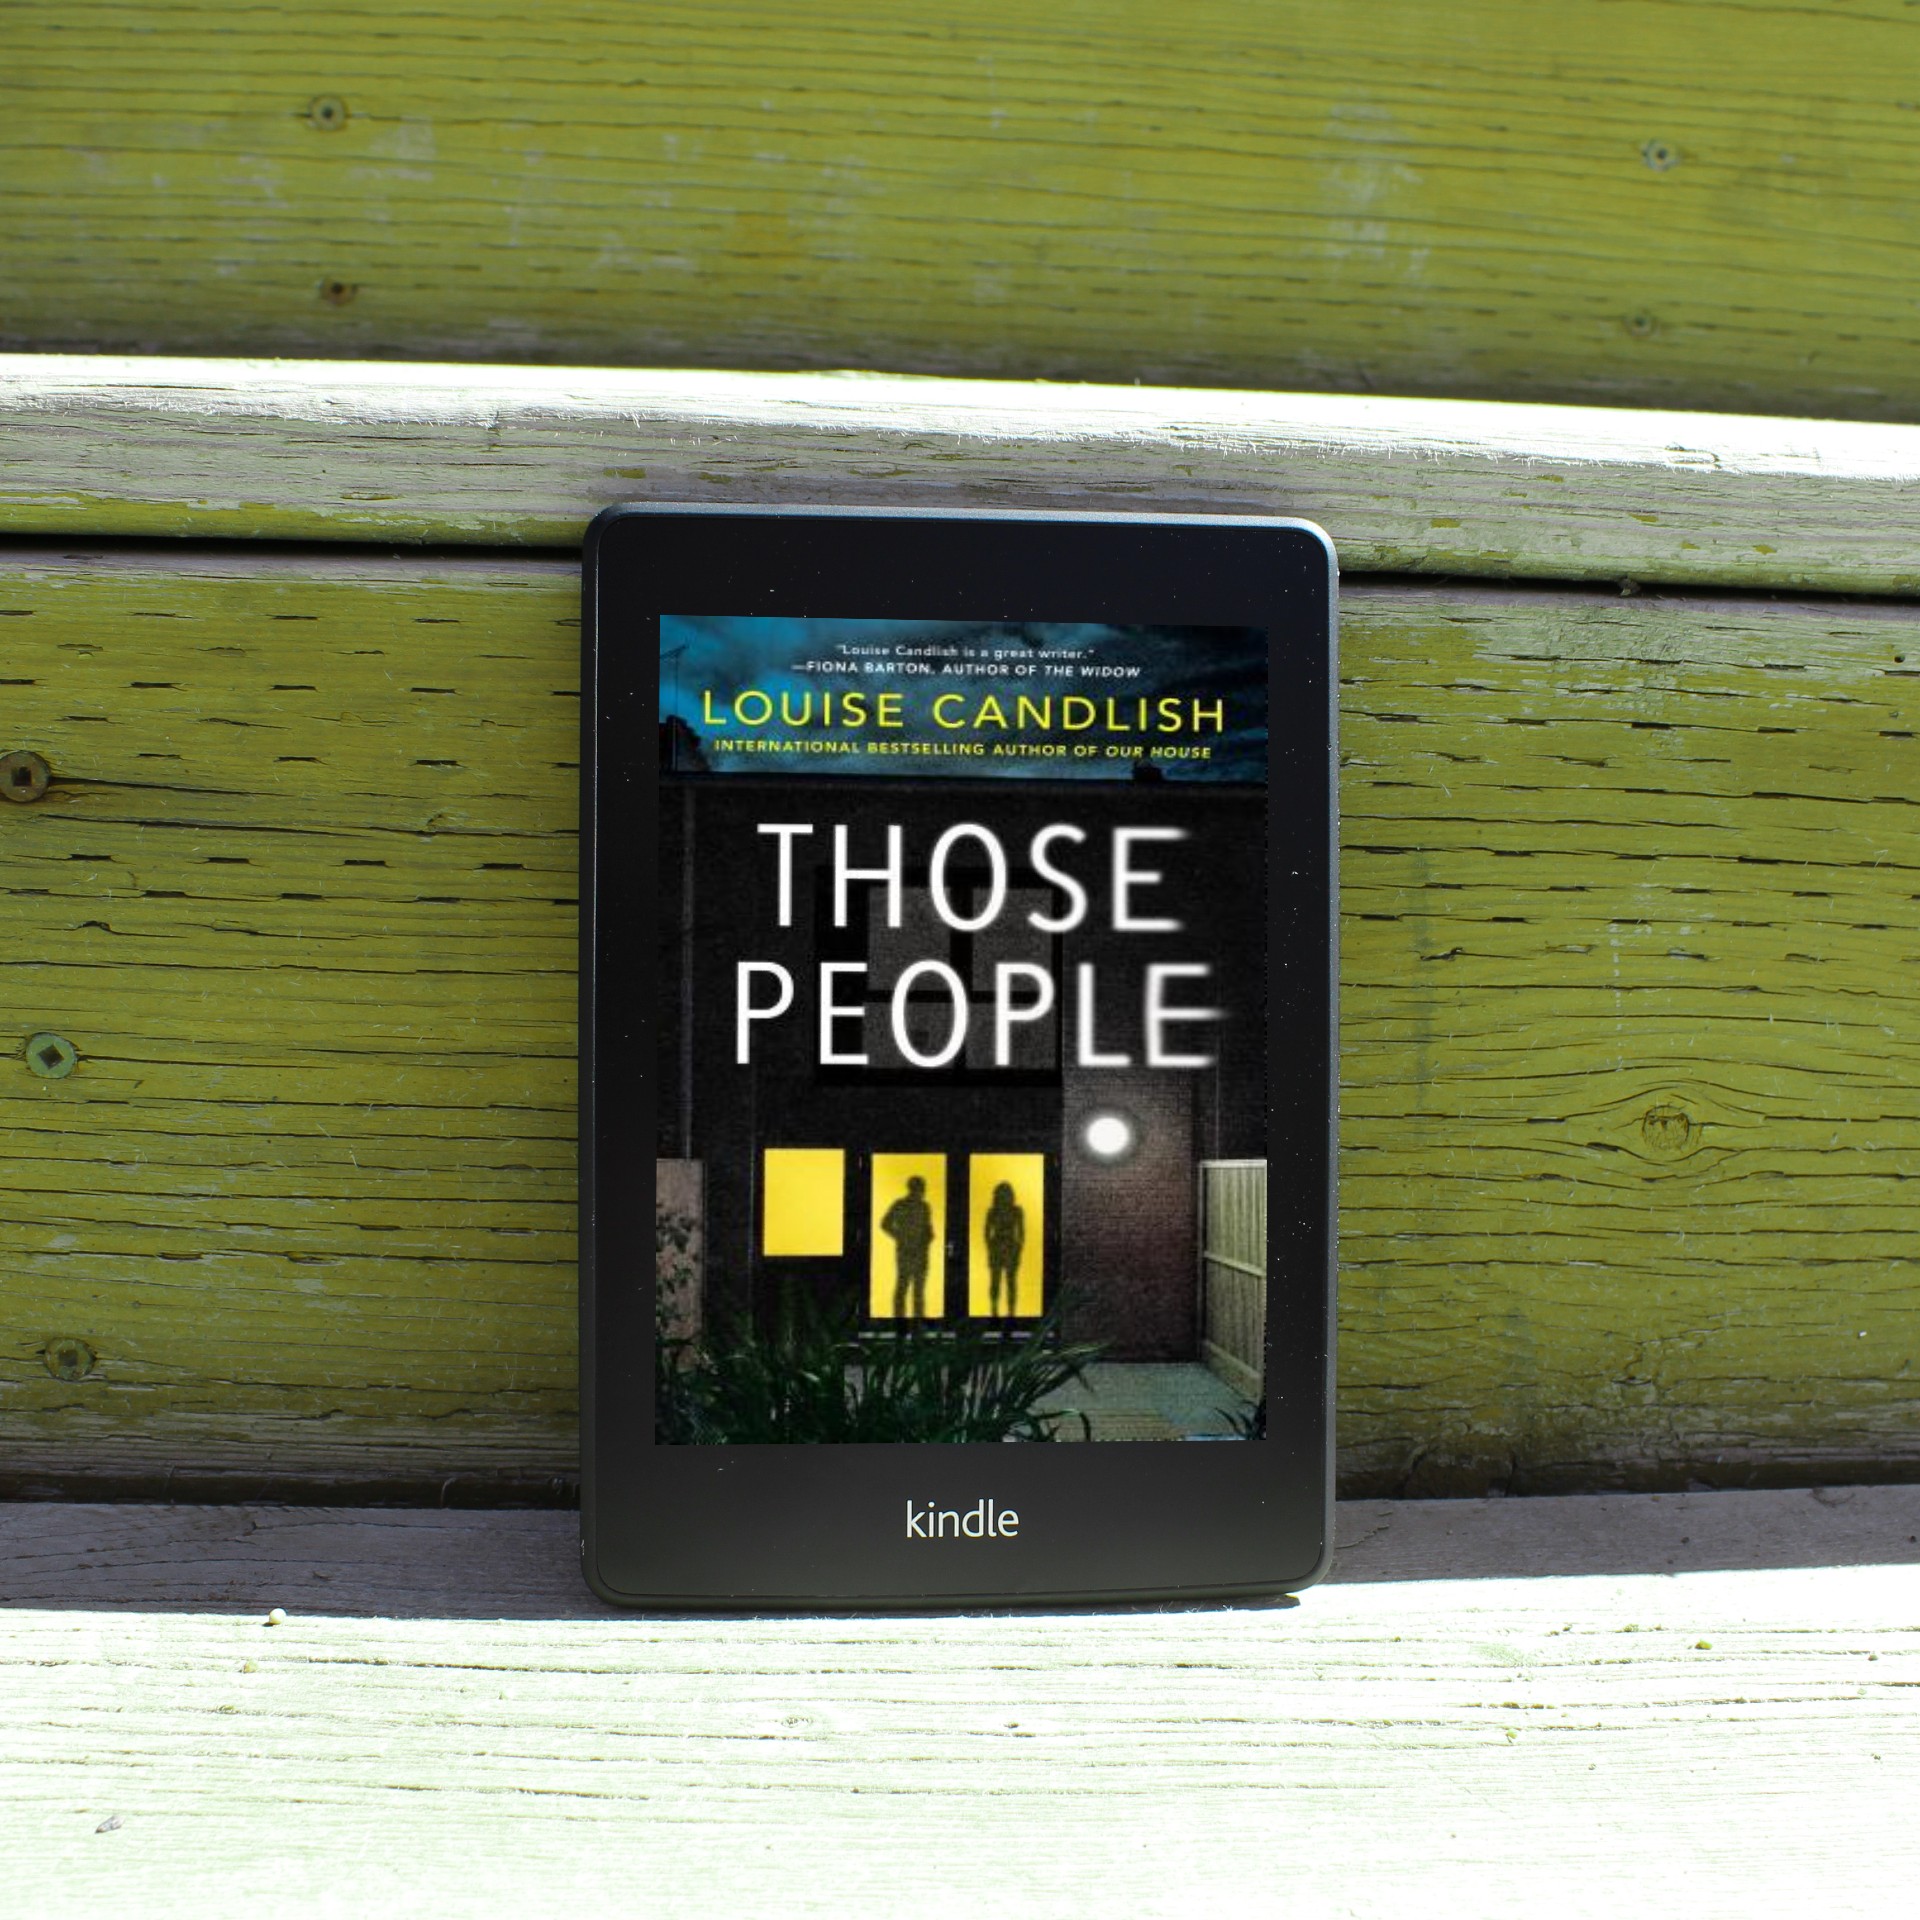 "Louise Candlish is a great writer."
—FIONA BARTON, AUTHOR OF THE WIDOW
LOUISE CANDLISH
INTERNATIONAL BESTSELLING AUTHOR OF OUR HOUSE
THOSE
PEOPLE
kindle